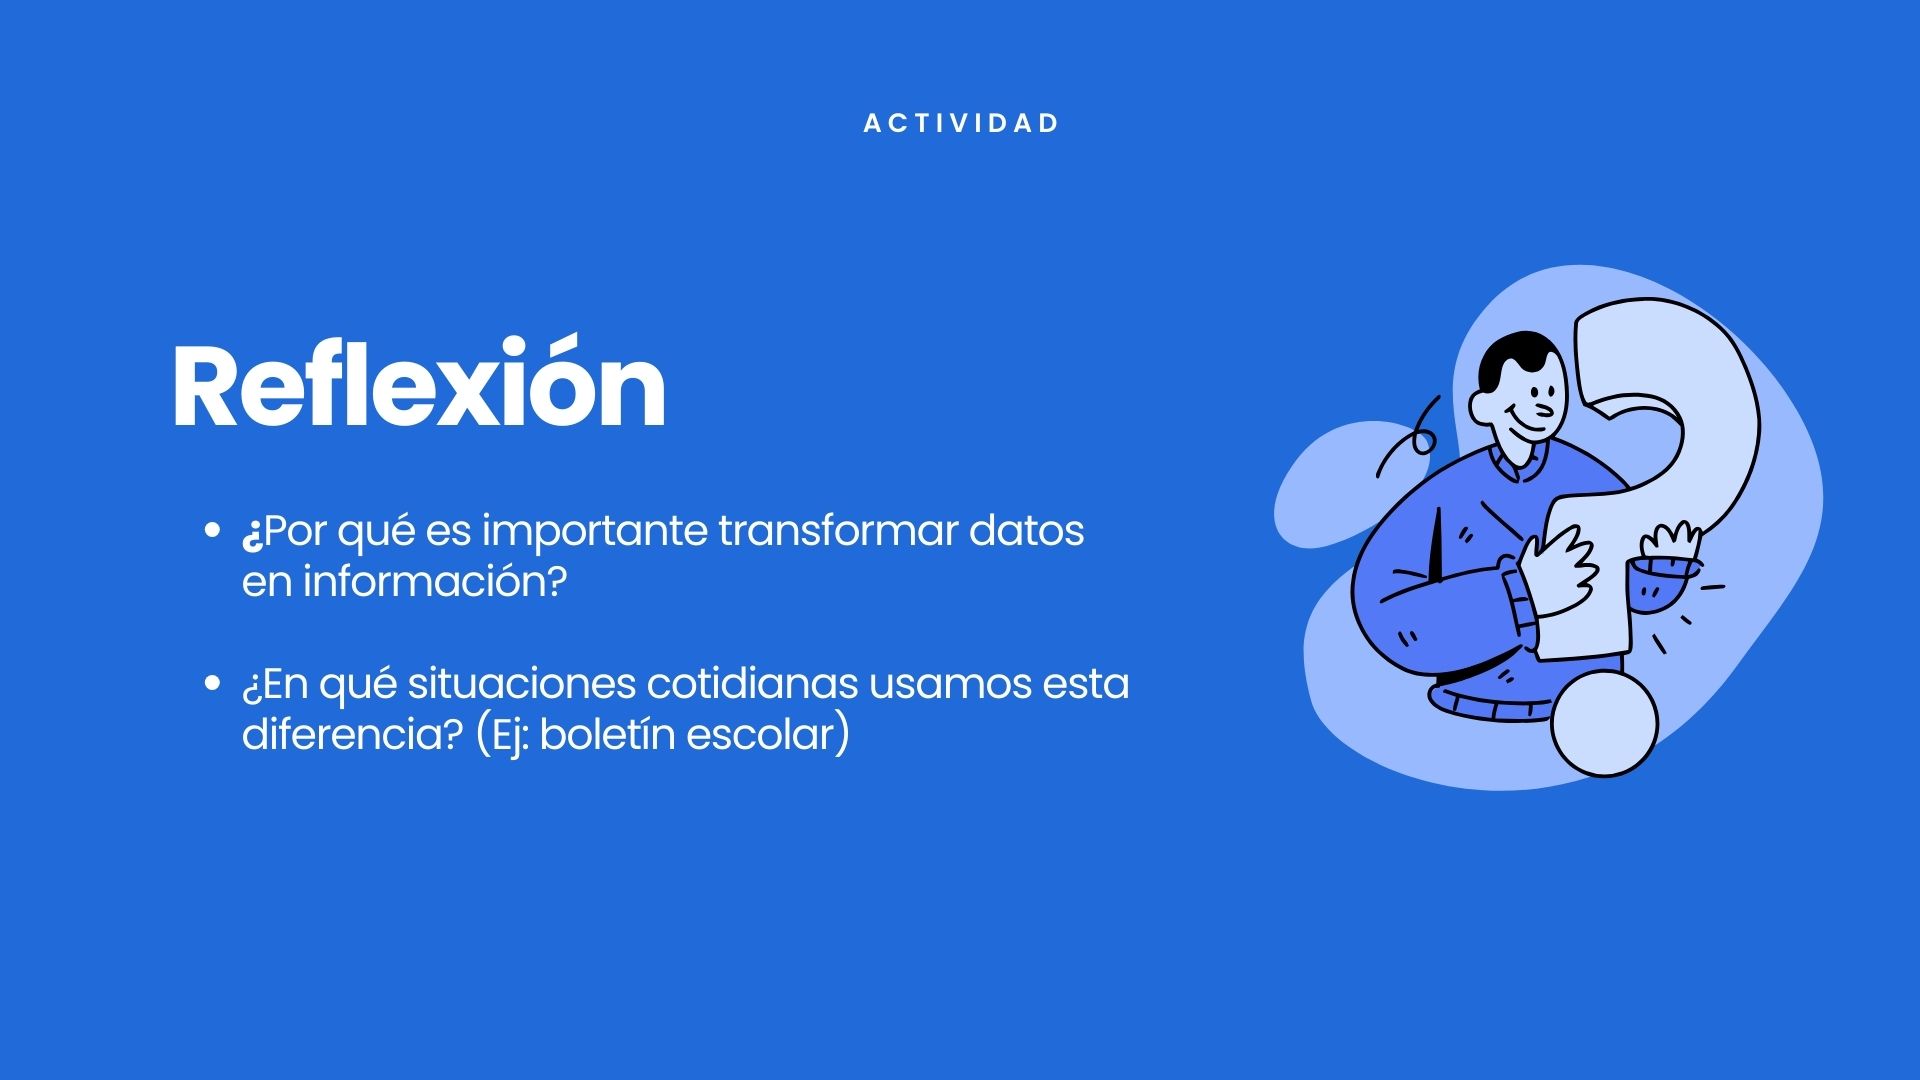 ACTIVIDAD
Reflexión
• ¿Por qué es importante transformar datos
en información?
• ¿En qué situaciones cotidianas usamos esta
diferencia? (Ej: boletín escolar)